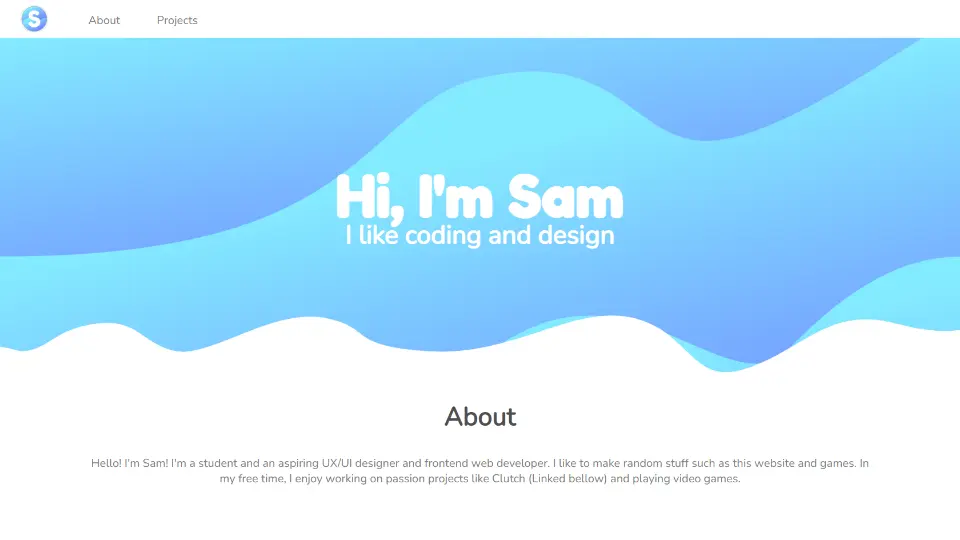 S
About
Projects
Hi, I'm Sam
I like coding and design
About
Hello! I'm Sam! I'm a student and an aspiring UX/UI designer and frontend web developer. I like to make random stuff such as this website and games. In
my free time, I enjoy working on passion projects like Clutch (Linked bellow) and playing video games.